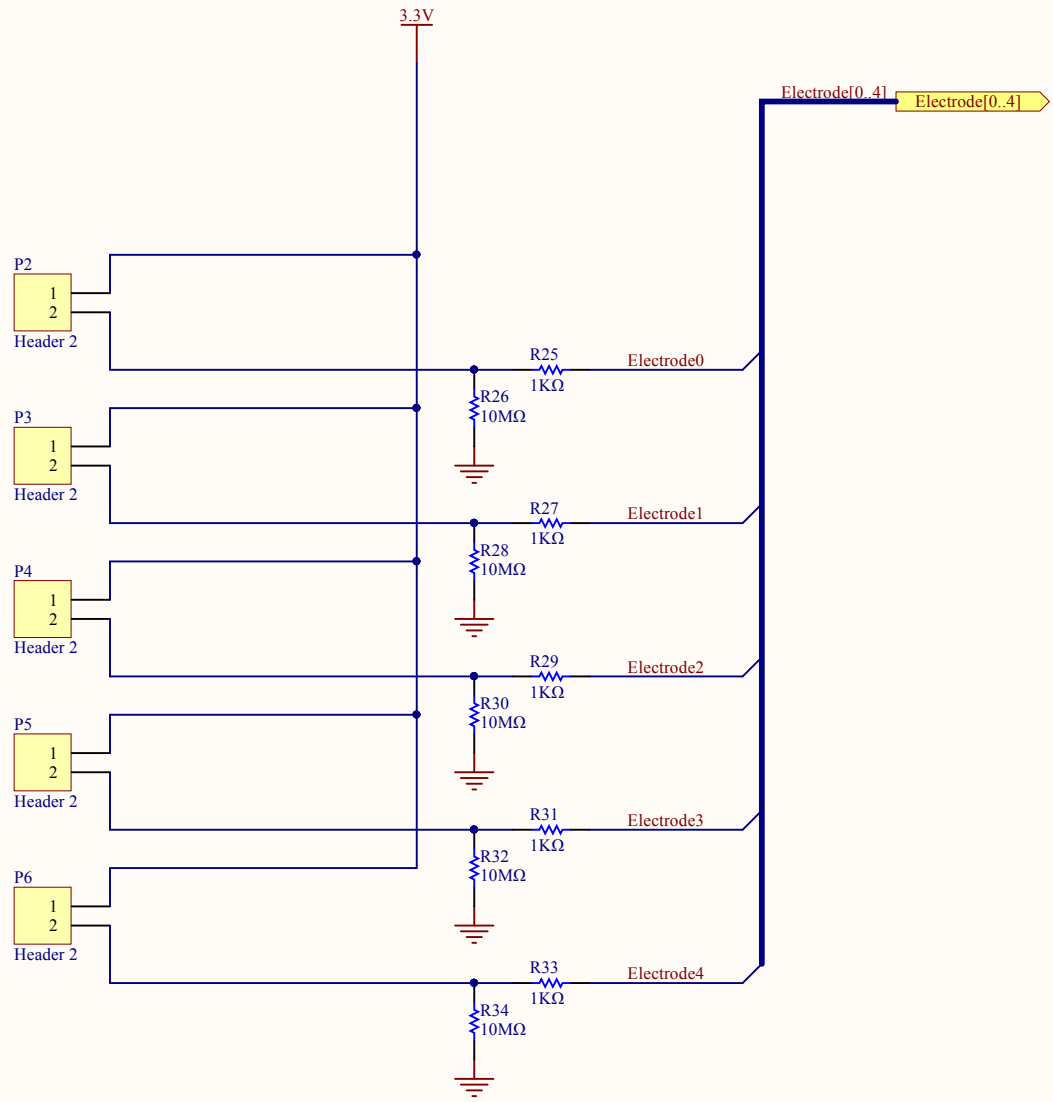 3.3V
Electrode[0..4]
Electrode[0..4]
P2
1
2
Header 2
R25
1KΩ
Electrode0
R26
10MΩ
P3
1
2
Header 2
R27
1KΩ
Electrode1
R28
10MΩ
P4
1
2
Header 2
R29
1KΩ
Electrode2
R30
10MΩ
P5
1
2
Header 2
R31
1KΩ
Electrode3
R32
10MΩ
P6
1
2
Header 2
R33
1KΩ
Electrode4
R34
10MΩ